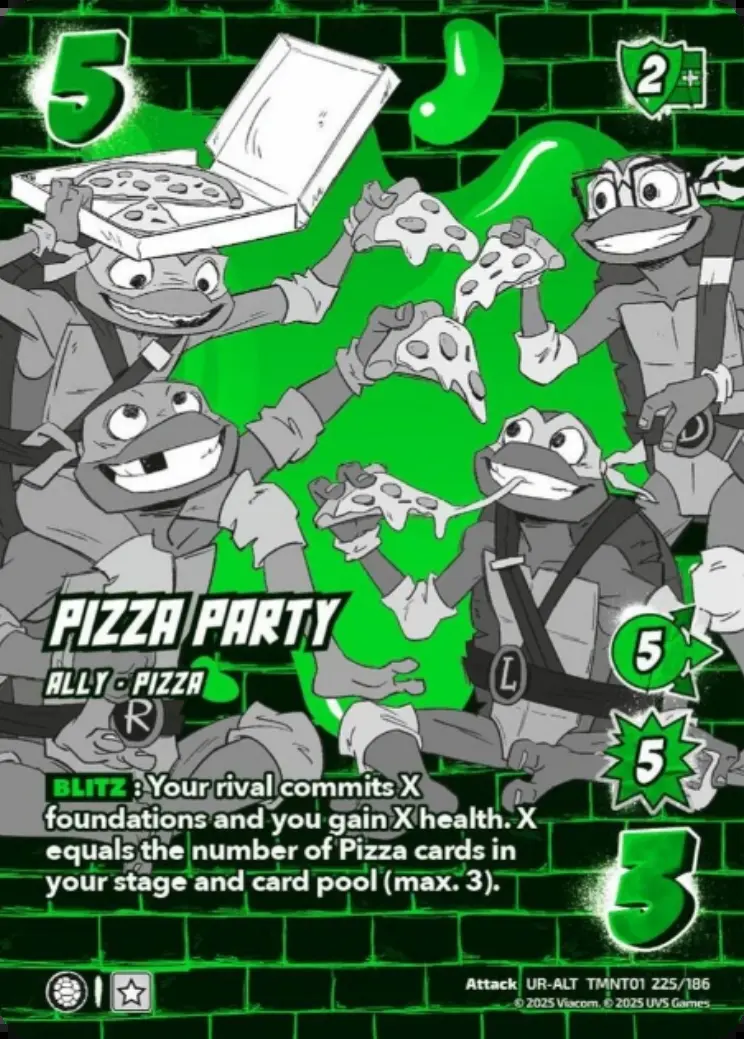 5
2
+
PIZZA PARTY
ALLY • PIZZA
5
L
R
5
BLITZ : Your rival commits X
foundations and you gain X health. X
equals the number of Pizza cards in
your stage and card pool (max. 3).
3
Attack UR-ALT TMNT01 225/186
© 2025 Viacom. © 2025 UVS Games